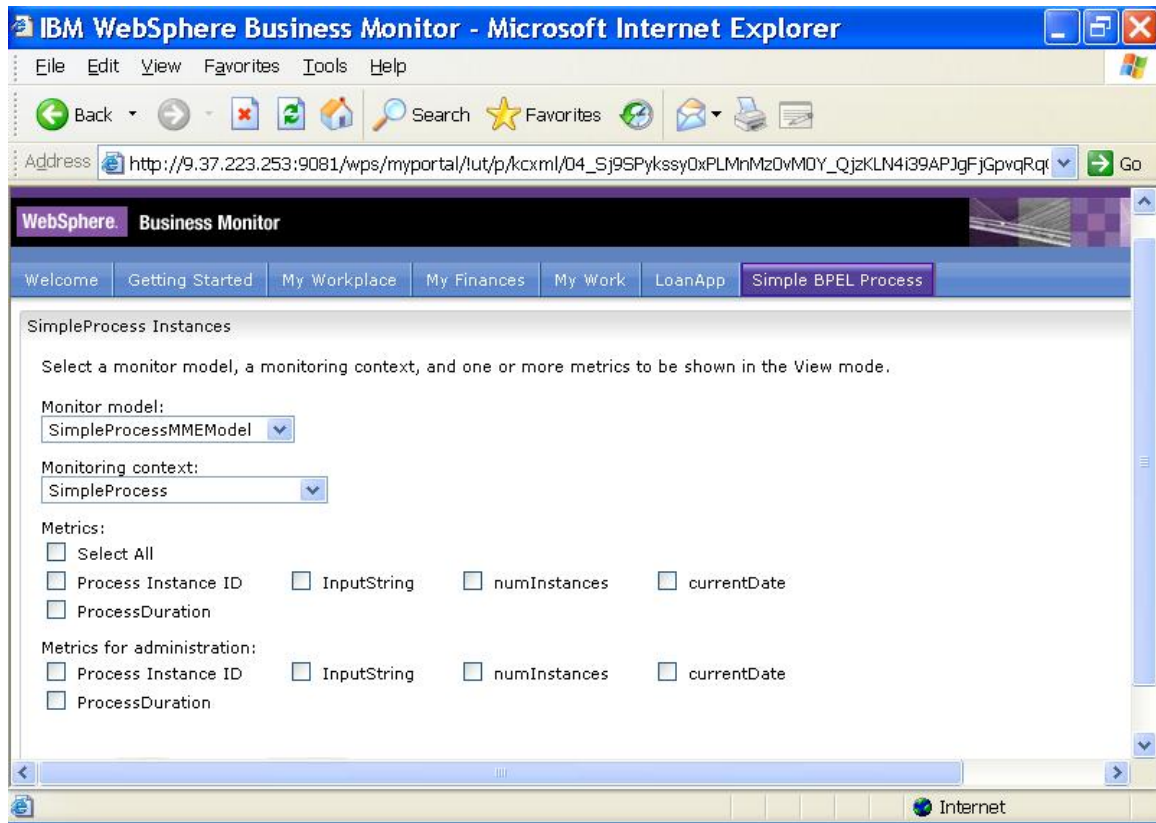 IBM WebSphere Business Monitor - Microsoft Internet Explorer
File Edit View Favorites Tools Help
Back Search Favorites
Address http://9.37.223.253:9081/wps/myportal/!ut/p/kcxml/04_Sj9SPykssy0xPLMnMz0vM0Y_QjzKLN4i39APJgFjGpvqRq Go
WebSphere. Business Monitor
Welcome Getting Started My Workplace My Finances My Work LoanApp Simple BPEL Process
SimpleProcess Instances
Select a monitor model, a monitoring context, and one or more metrics to be shown in the View mode.
Monitor model:
SimpleProcessMMEModel
Monitoring context:
SimpleProcess
Metrics:
Select All
Process Instance ID InputString numInstances currentDate
ProcessDuration
Metrics for administration:
Process Instance ID InputString numInstances currentDate
ProcessDuration
Internet